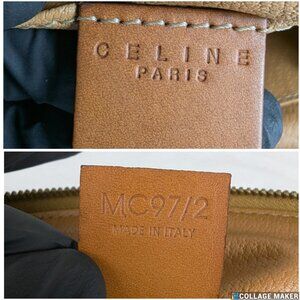 CELINE
PARIS
MC97/2
MADE IN ITALY
COLLAGE MAKER